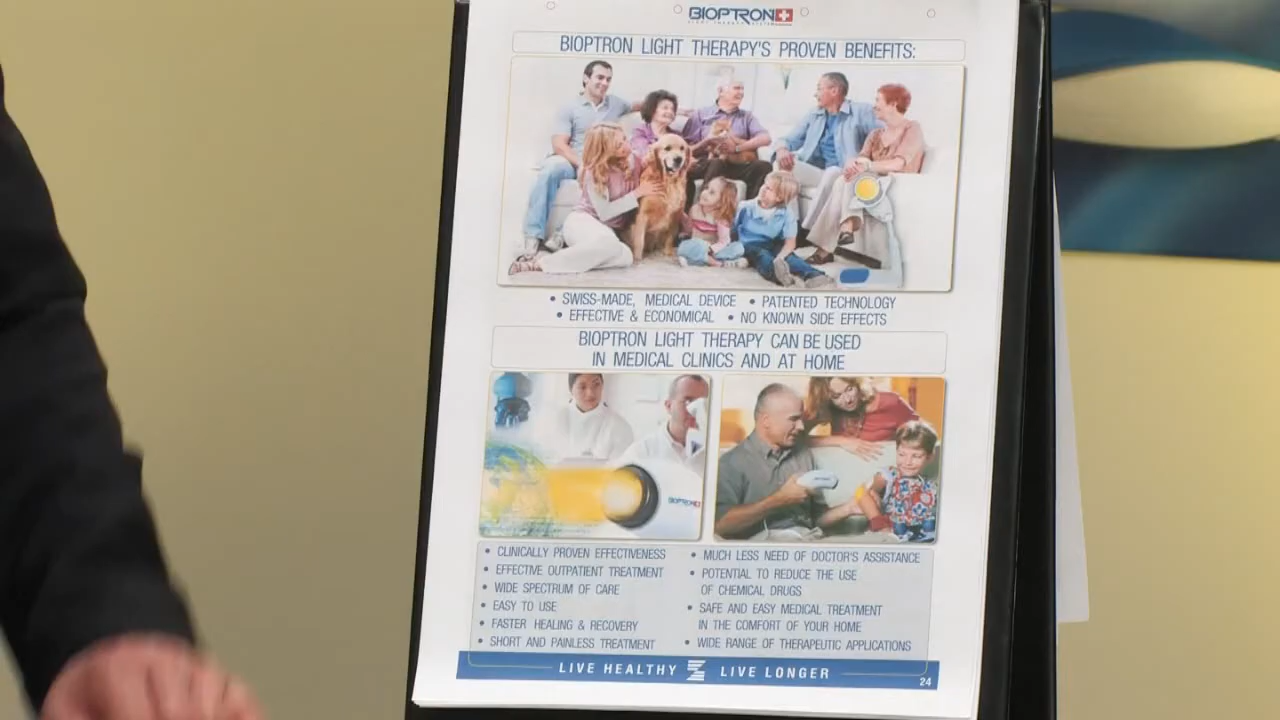 BIOPTRON
BIOPTRON LIGHT THERAPY'S PROVEN BENEFITS:
• SWISS-MADE, MEDICAL DEVICE • PATENTED TECHNOLOGY
• EFFECTIVE & ECONOMICAL • NO KNOWN SIDE EFFECTS
BIOPTRON LIGHT THERAPY CAN BE USED
IN MEDICAL CLINICS AND AT HOME
BIOPTRON
• CLINICALLY PROVEN EFFECTIVENESS
• EFFECTIVE OUTPATIENT TREATMENT
• WIDE SPECTRUM OF CARE
• EASY TO USE
• FASTER HEALING & RECOVERY
• SHORT AND PAINLESS TREATMENT
• MUCH LESS NEED OF DOCTOR'S ASSISTANCE
• POTENTIAL TO REDUCE THE USE
OF CHEMICAL DRUGS
• SAFE AND EASY MEDICAL TREATMENT
IN THE COMFORT OF YOUR HOME
• WIDE RANGE OF THERAPEUTIC APPLICATIONS
LIVE HEALTHY LIVE LONGER
24